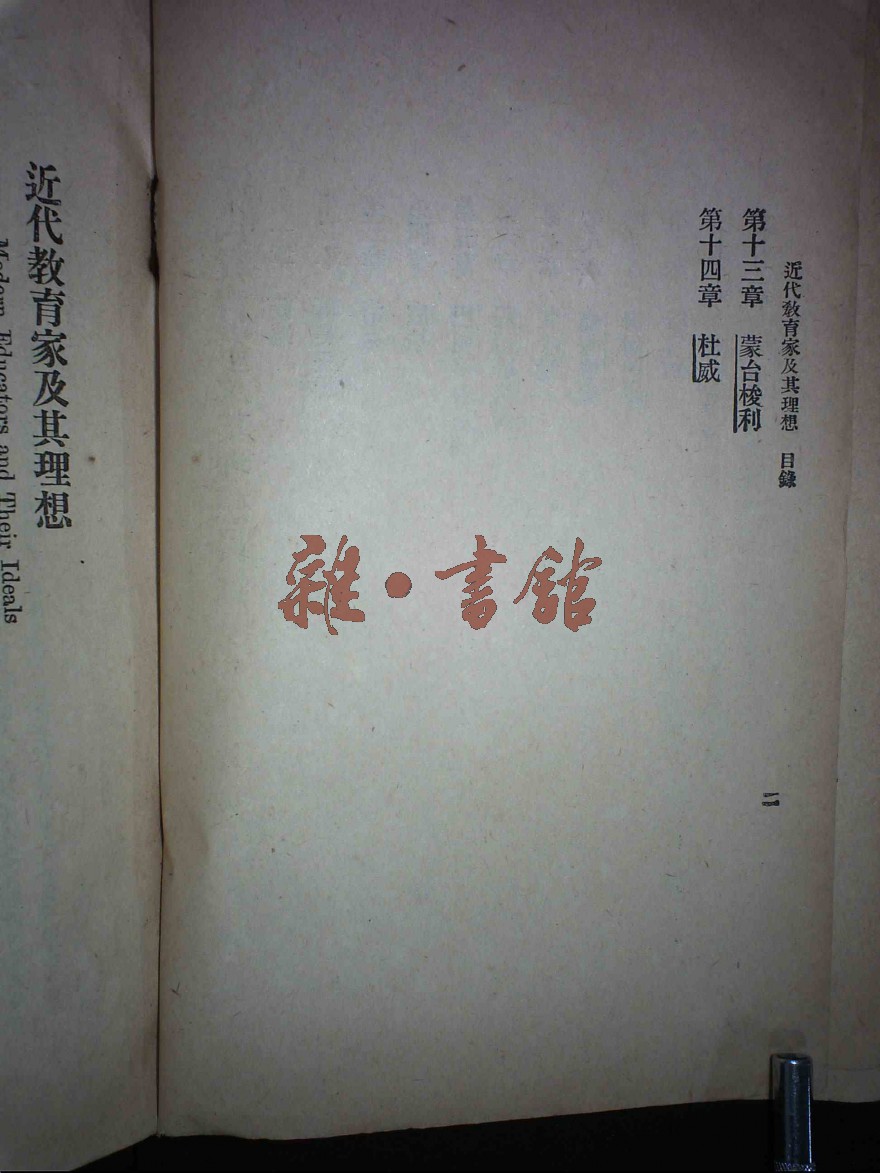 近代敎育家及其理想　目錄
第十三章　蒙台梭利
第十四章　杜威
二
近代教育家及其理想
Modern Educators and Their Ideals
雜•書館